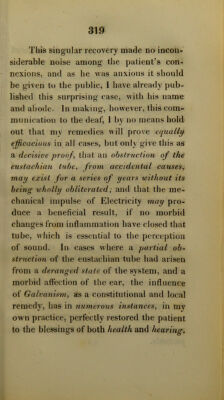 319
This singular recovery made no incon-
siderable noise among the patient's con-
nexions, and as he was anxious it should
be given to the public, I have already pub-
lished this surprising case, with his name
and abode. In making, however, this com-
munication to the deaf, I by no means hold
out that my remedies will prove equally
efficacious in all cases, but only give this as
a decisive proof, that an obstruction of the
eustachian tube, from accidental causes,
may exist for a series of years without its
being wholly obliterated; and that the me-
chanical impulse of Electricity may pro-
duce a beneficial result, if no morbid
changes from inflammation have closed that
tube, which is essential to the perception
of sound. In cases where a partial ob-
struction of the eustachian tube had arisen
from a deranged state of the system, and a
morbid affection of the ear, the influence
of Galvanism, as a constitutional and local
remedy, has in numerous instances, in my
own practice, perfectly restored the patient
to the blessings of both health and hearing.